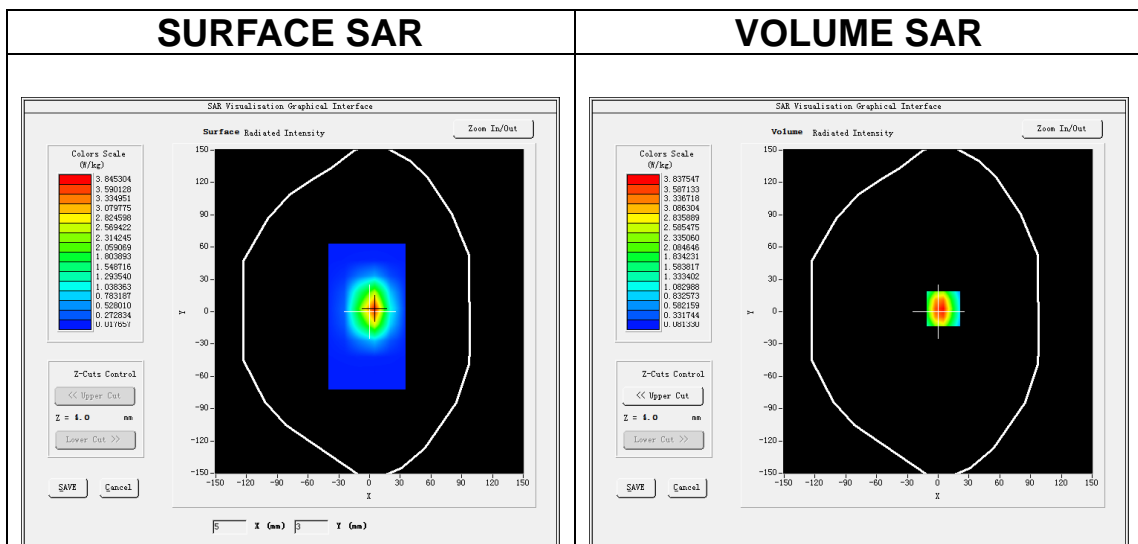 SURFACE SAR
VOLUME SAR
SAR Visualisation Graphical Interface
Surface Radiated Intensity
Zoom In/Out
Colors Scale
(W/kg)
3.845304
3.590128
3.334951
3.079775
2.824598
2.569422
2.314245
2.059069
1.803893
1.548716
1.293540
1.038363
0.783187
0.528010
0.272834
0.017657
Z-Cuts Control
<< Upper Cut
Z = 4.0 mm
Lower Cut >>
SAVE
Cancel
150
120
90
60
30
0
-30
-60
-90
-120
-150
Y
-150 -120 -90 -60 -30 0 30 60 90 120 150
X
5 X (mm) 3 Y (mm)
SAR Visualisation Graphical Interface
Volume Radiated Intensity
Zoom In/Out
Colors Scale
(W/kg)
3.837547
3.587133
3.336718
3.086304
2.835889
2.585475
2.335060
2.084646
1.834231
1.583817
1.333402
1.082988
0.832573
0.582159
0.331744
0.081330
Z-Cuts Control
<< Upper Cut
Z = 4.0 mm
Lower Cut >>
SAVE
Cancel
150
120
90
60
30
0
-30
-60
-90
-120
-150
Y
-150 -120 -90 -60 -30 0 30 60 90 120 150
X